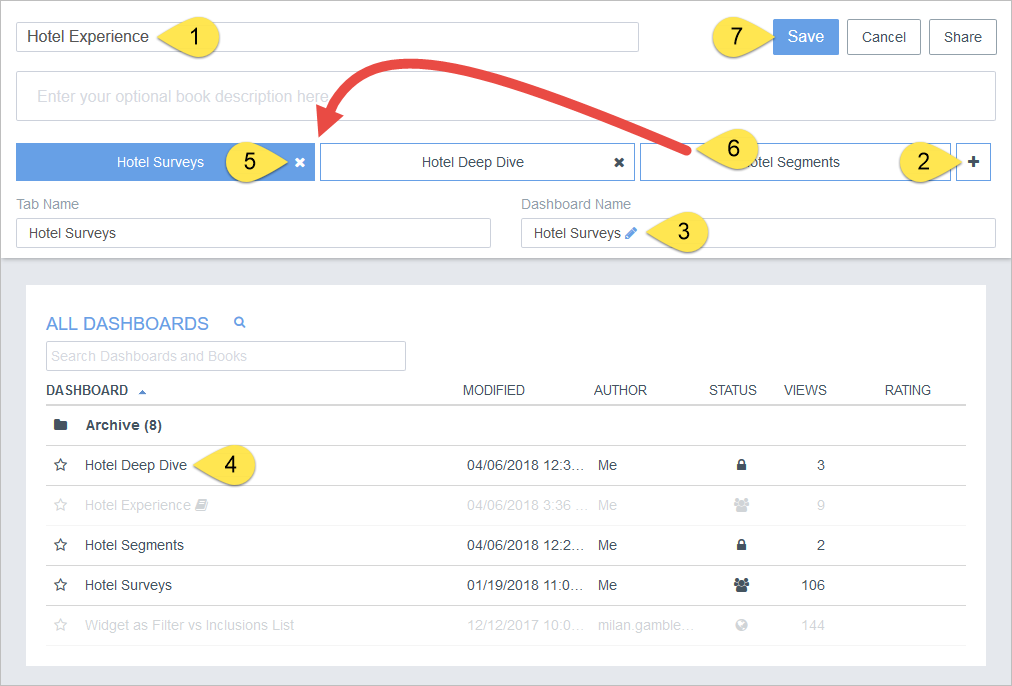 Hotel Experience 1 7 Save Cancel Share
Enter your optional book description here
Hotel Surveys 5 Hotel Deep Dive 6 otel Segments 2
Tab Name Dashboard Name
Hotel Surveys Hotel Surveys 3
ALL DASHBOARDS
Search Dashboards and Books
DASHBOARD MODIFIED AUTHOR STATUS VIEWS RATING
Archive (8)
Hotel Deep Dive 4 04/06/2018 12:3... Me 3
Hotel Experience 04/06/2018 3:36 ... Me 9
Hotel Segments 04/06/2018 12:2... Me 2
Hotel Surveys 01/19/2018 11:0... Me 106
Widget as Filter vs Inclusions List 12/12/2017 10:0... milan.gamble... 144